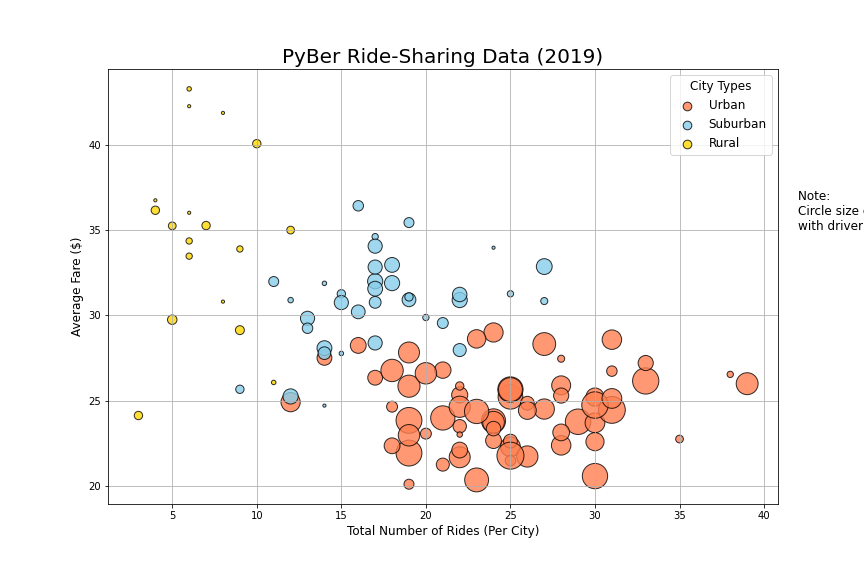 PyBer Ride-Sharing Data (2019)
City Types
Urban
Suburban
Rural
Note:
Circle size
with driver
Average Fare ($)
40
35
30
25
20
5 10 15 20 25 30 35 40
Total Number of Rides (Per City)